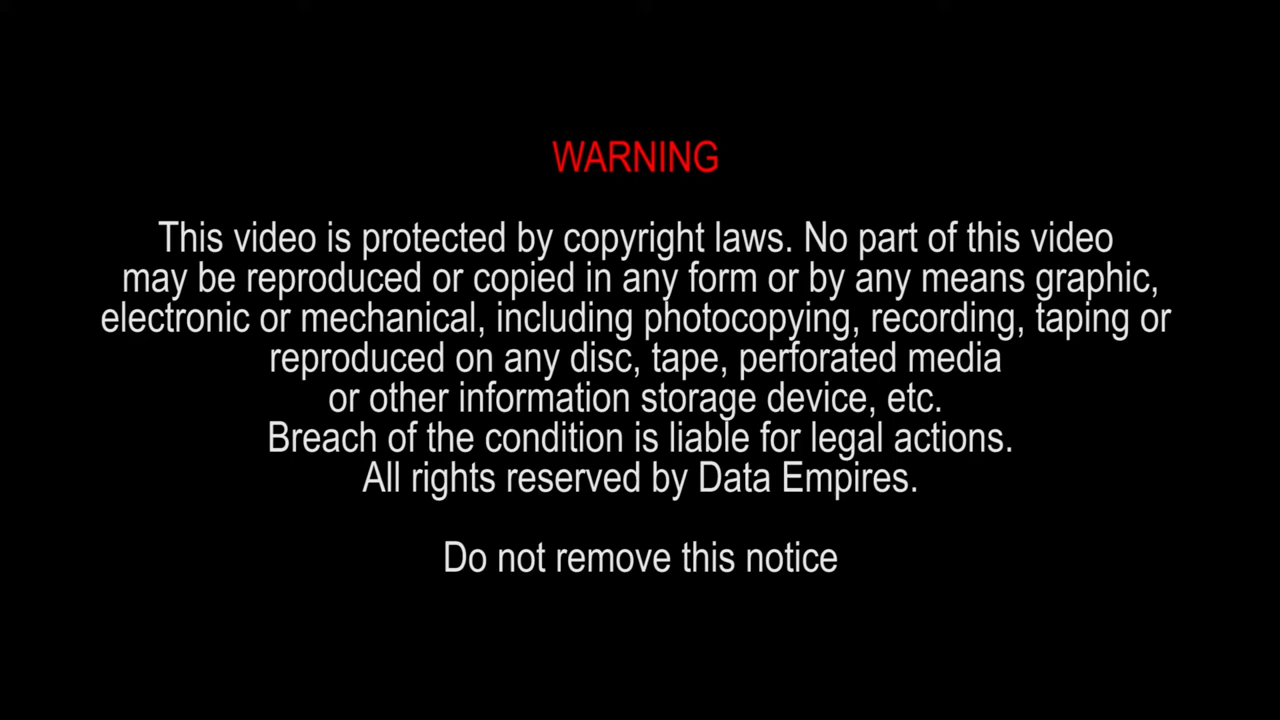 WARNING
This video is protected by copyright laws. No part of this video
may be reproduced or copied in any form or by any means graphic,
electronic or mechanical, including photocopying, recording, taping or
reproduced on any disc, tape, perforated media
or other information storage device, etc.
Breach of the condition is liable for legal actions.
All rights reserved by Data Empires.
Do not remove this notice